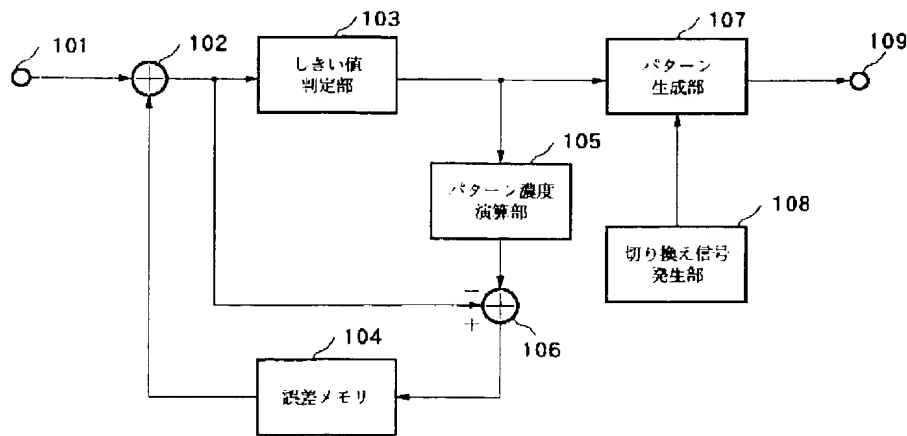 101
102
103
しきい値
判定部
107
パターン
生成部
109
105
パターン濃度
演算部
108
切り換え信号
発生部
−
+
106
104
誤差メモリ